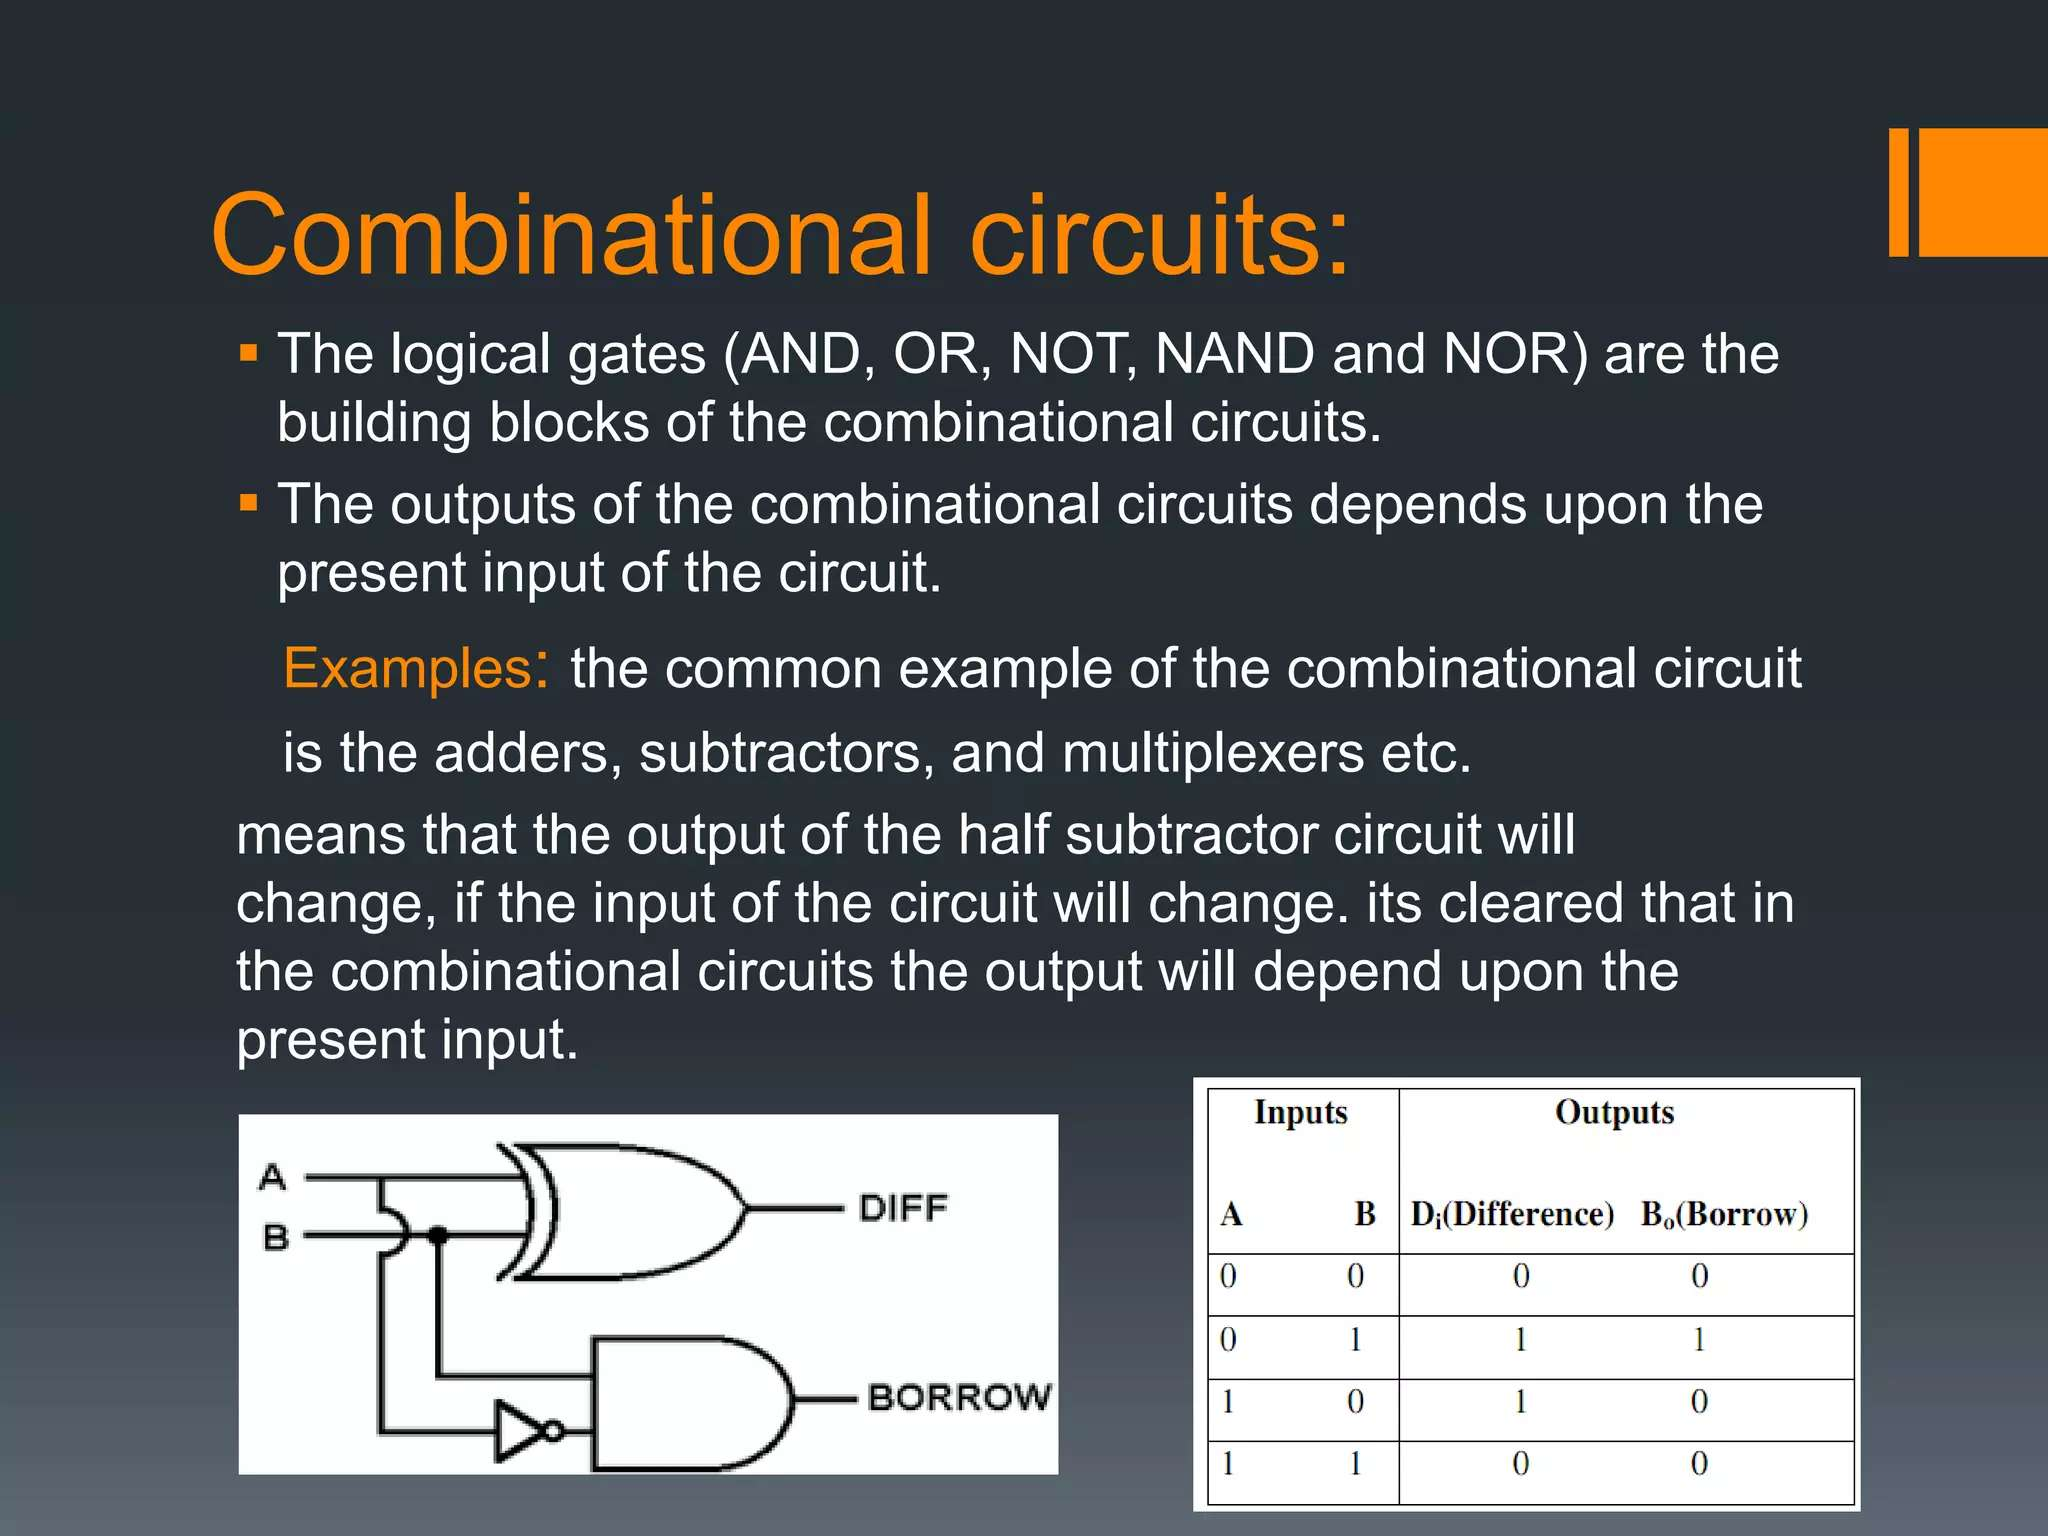 Combinational circuits:
▪ The logical gates (AND, OR, NOT, NAND and NOR) are the
building blocks of the combinational circuits.
▪ The outputs of the combinational circuits depends upon the
present input of the circuit.
Examples: the common example of the combinational circuit
is the adders, subtractors, and multiplexers etc.
means that the output of the half subtractor circuit will
change, if the input of the circuit will change. its cleared that in
the combinational circuits the output will depend upon the
present input.
A
B
DIFF
BORROW
Inputs Outputs
A B Di(Difference) Bo(Borrow)
0 0 0 0
0 1 1 1
1 0 1 0
1 1 0 0